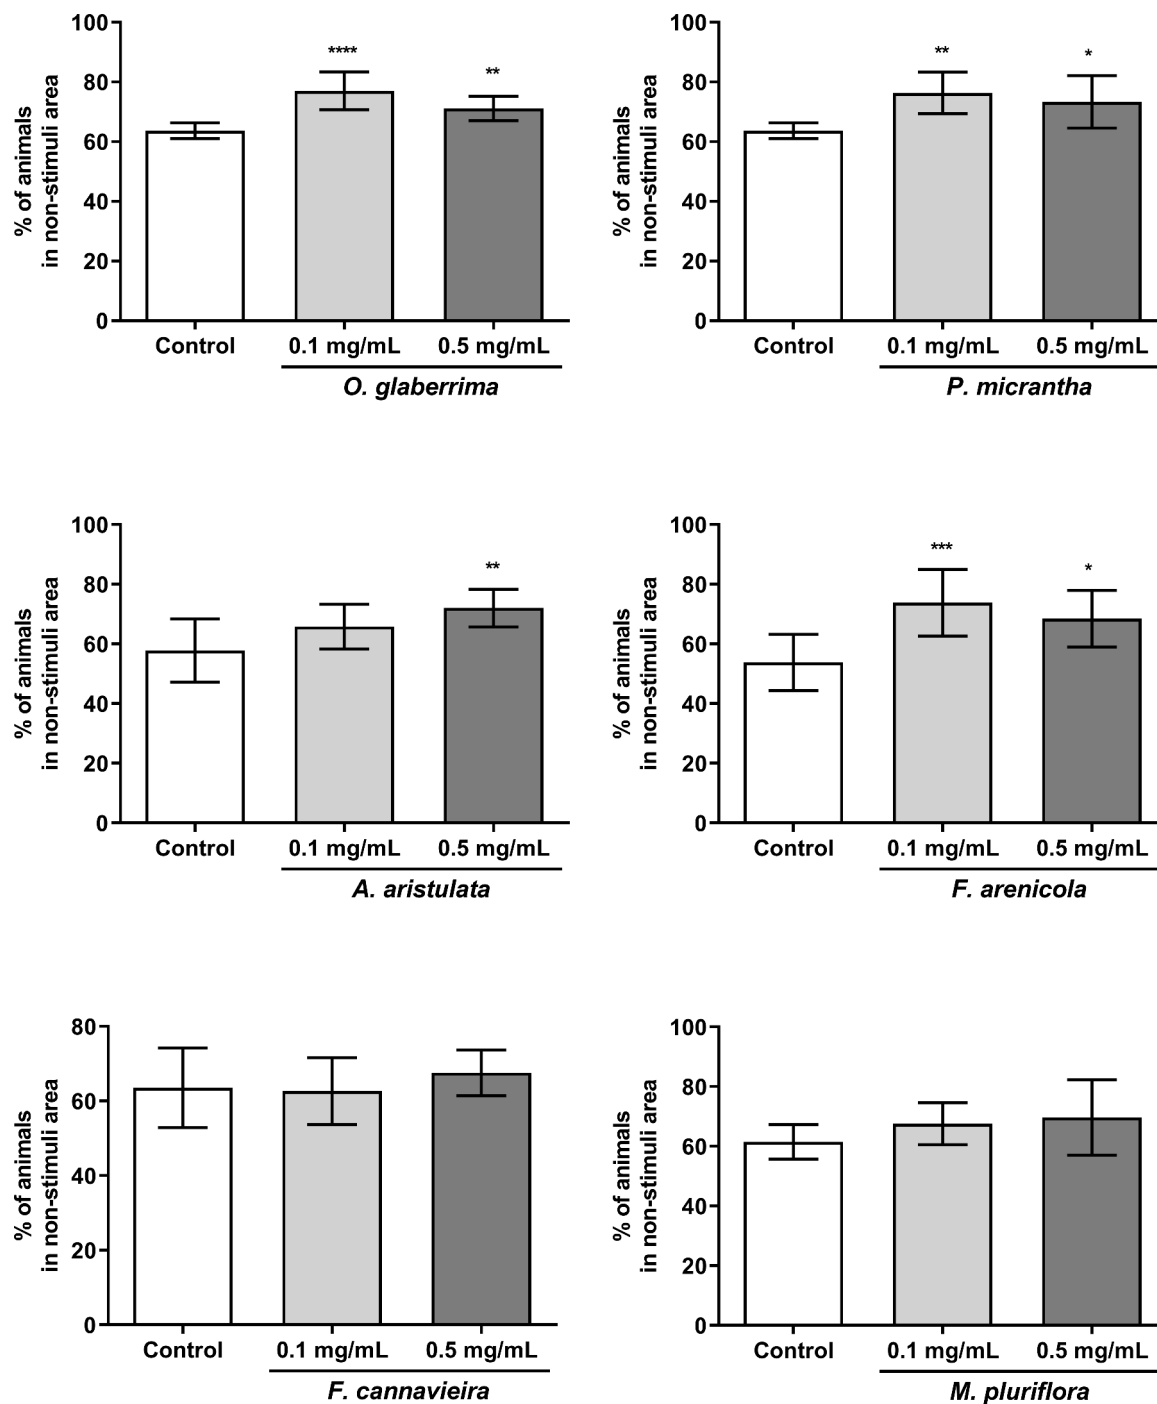 % of animals
in non-stimuli area
100
80
60
40
20
0
****
**
Control
0.1 mg/mL
0.5 mg/mL
O. glaberrima
% of animals
in non-stimuli area
100
80
60
40
20
0
**
*
Control
0.1 mg/mL
0.5 mg/mL
P. micrantha
% of animals
in non-stimuli area
100
80
60
40
20
0
**
Control
0.1 mg/mL
0.5 mg/mL
A. aristulata
% of animals
in non-stimuli area
100
80
60
40
20
0
***
*
Control
0.1 mg/mL
0.5 mg/mL
F. arenicola
% of animals
in non-stimuli area
80
60
40
20
0
Control
0.1 mg/mL
0.5 mg/mL
F. cannavieira
% of animals
in non-stimuli area
100
80
60
40
20
0
Control
0.1 mg/mL
0.5 mg/mL
M. pluriflora